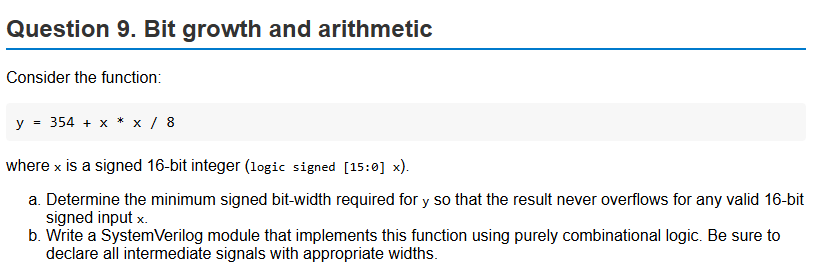 Question 9. Bit growth and arithmetic
Consider the function:
y = 354 + x * x / 8
where x is a signed 16-bit integer (logic signed [15:0] x).
a. Determine the minimum signed bit-width required for y so that the result never overflows for any valid 16-bit
signed input x.
b. Write a SystemVerilog module that implements this function using purely combinational logic. Be sure to
declare all intermediate signals with appropriate widths.